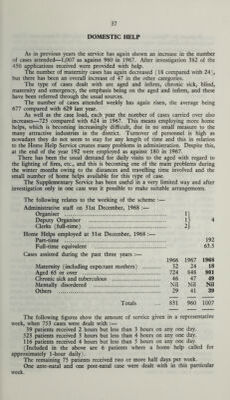 37
DOMESTIC HELP
As in previous years the service has again shown an increase in the number
of cases attended—1,007 as against 960 in 1967. After investigation 382 of the
450 applications received were provided with help.
The number of maternity cases has again decreased (18 compared with 24),
but there has been an overall increase of 47 in the other categories.
The type of cases dealt with are aged and infirm, chronic sick, blind,
maternity and emergency, the emphasis being on the aged and infirm, and these
have been referred through the usual sources.
The number of cases attended weekly has again risen, the average being
677 compared with 628 last year.
As well as the case load, each year the number of cases carried over also
increases—725 compared with 624 in 1967. This means employing more home
helps, which is becoming increasingly difficult, due in no small measure to the
many attractive industries in the district. Turnover of personnel is high as
nowadays they do not seem to stay for any length of time and this in relation
to the Home Help Service creates many problems in administration. Despite this,
at the end of the year 192 were employed as against 180 in 1967.
There has been the usual demand for daily visits to the aged with regard to
the lighting of fires, etc., and this is becoming one of the main problems during
the winter months owing to the distances and travelling time involved and the
small number of home helps available for this type of case.
The Supplementary Service has been used in a very limited way and after
investigation only in one case was it possible to make suitable arrangements.
The following relates to the working of the scheme :—
Administrative staff on 31st December, 1968 :—
Organiser 1
Deputy Organiser 1 4
Clerks (full-time) 2
Home Helps employed at 31st December, 1968 :—
Part-time 192
Full-time equivalent 63.5
Cases assisted during the past three years :—
1966 1967 1968
Maternity (including expectant mothers) 32 24 18
Aged 65 or over 724 848 901
Chronic sick and tuberculous 46 47 49
Mentally disordered Nil Nil Nil
Others 29 41 39
Totals 831 960 1007
The following figures show the amount of service given in a representative
week, when 753 cases were dealt with :—
39 patients received 2 hours but less than 3 hours on any one day.
523 patients received 3 hours but less than 4 hours on any one day.
116 patients received 4 hours but less than 5 hours on any one day.
(Included in the above are 6 patients where a home help called for
approximately 1-hour daily).
The remaining 75 patients received two or more half days per week.
One ante-natal and one post-natal case were dealt with in this particular
week.